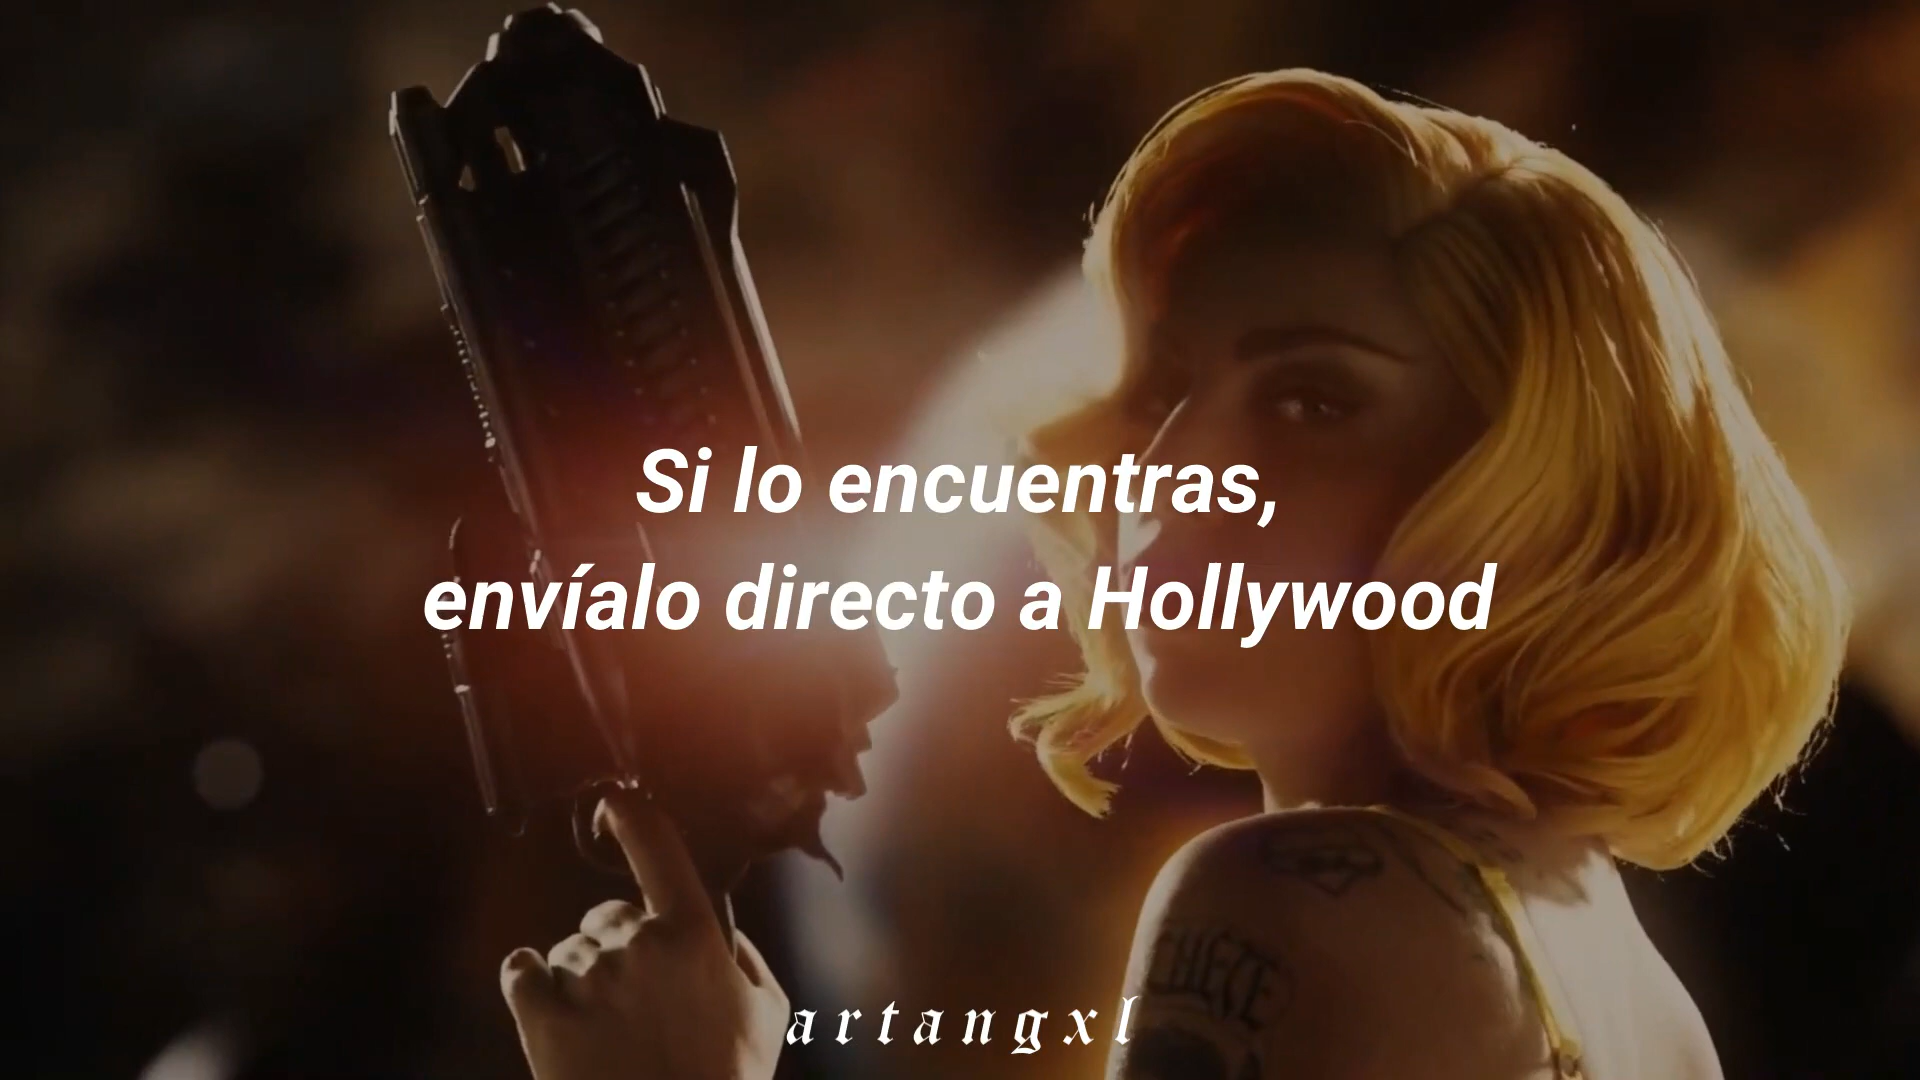 Si lo encuentras,
envíalo directo a Hollywood
artangxl